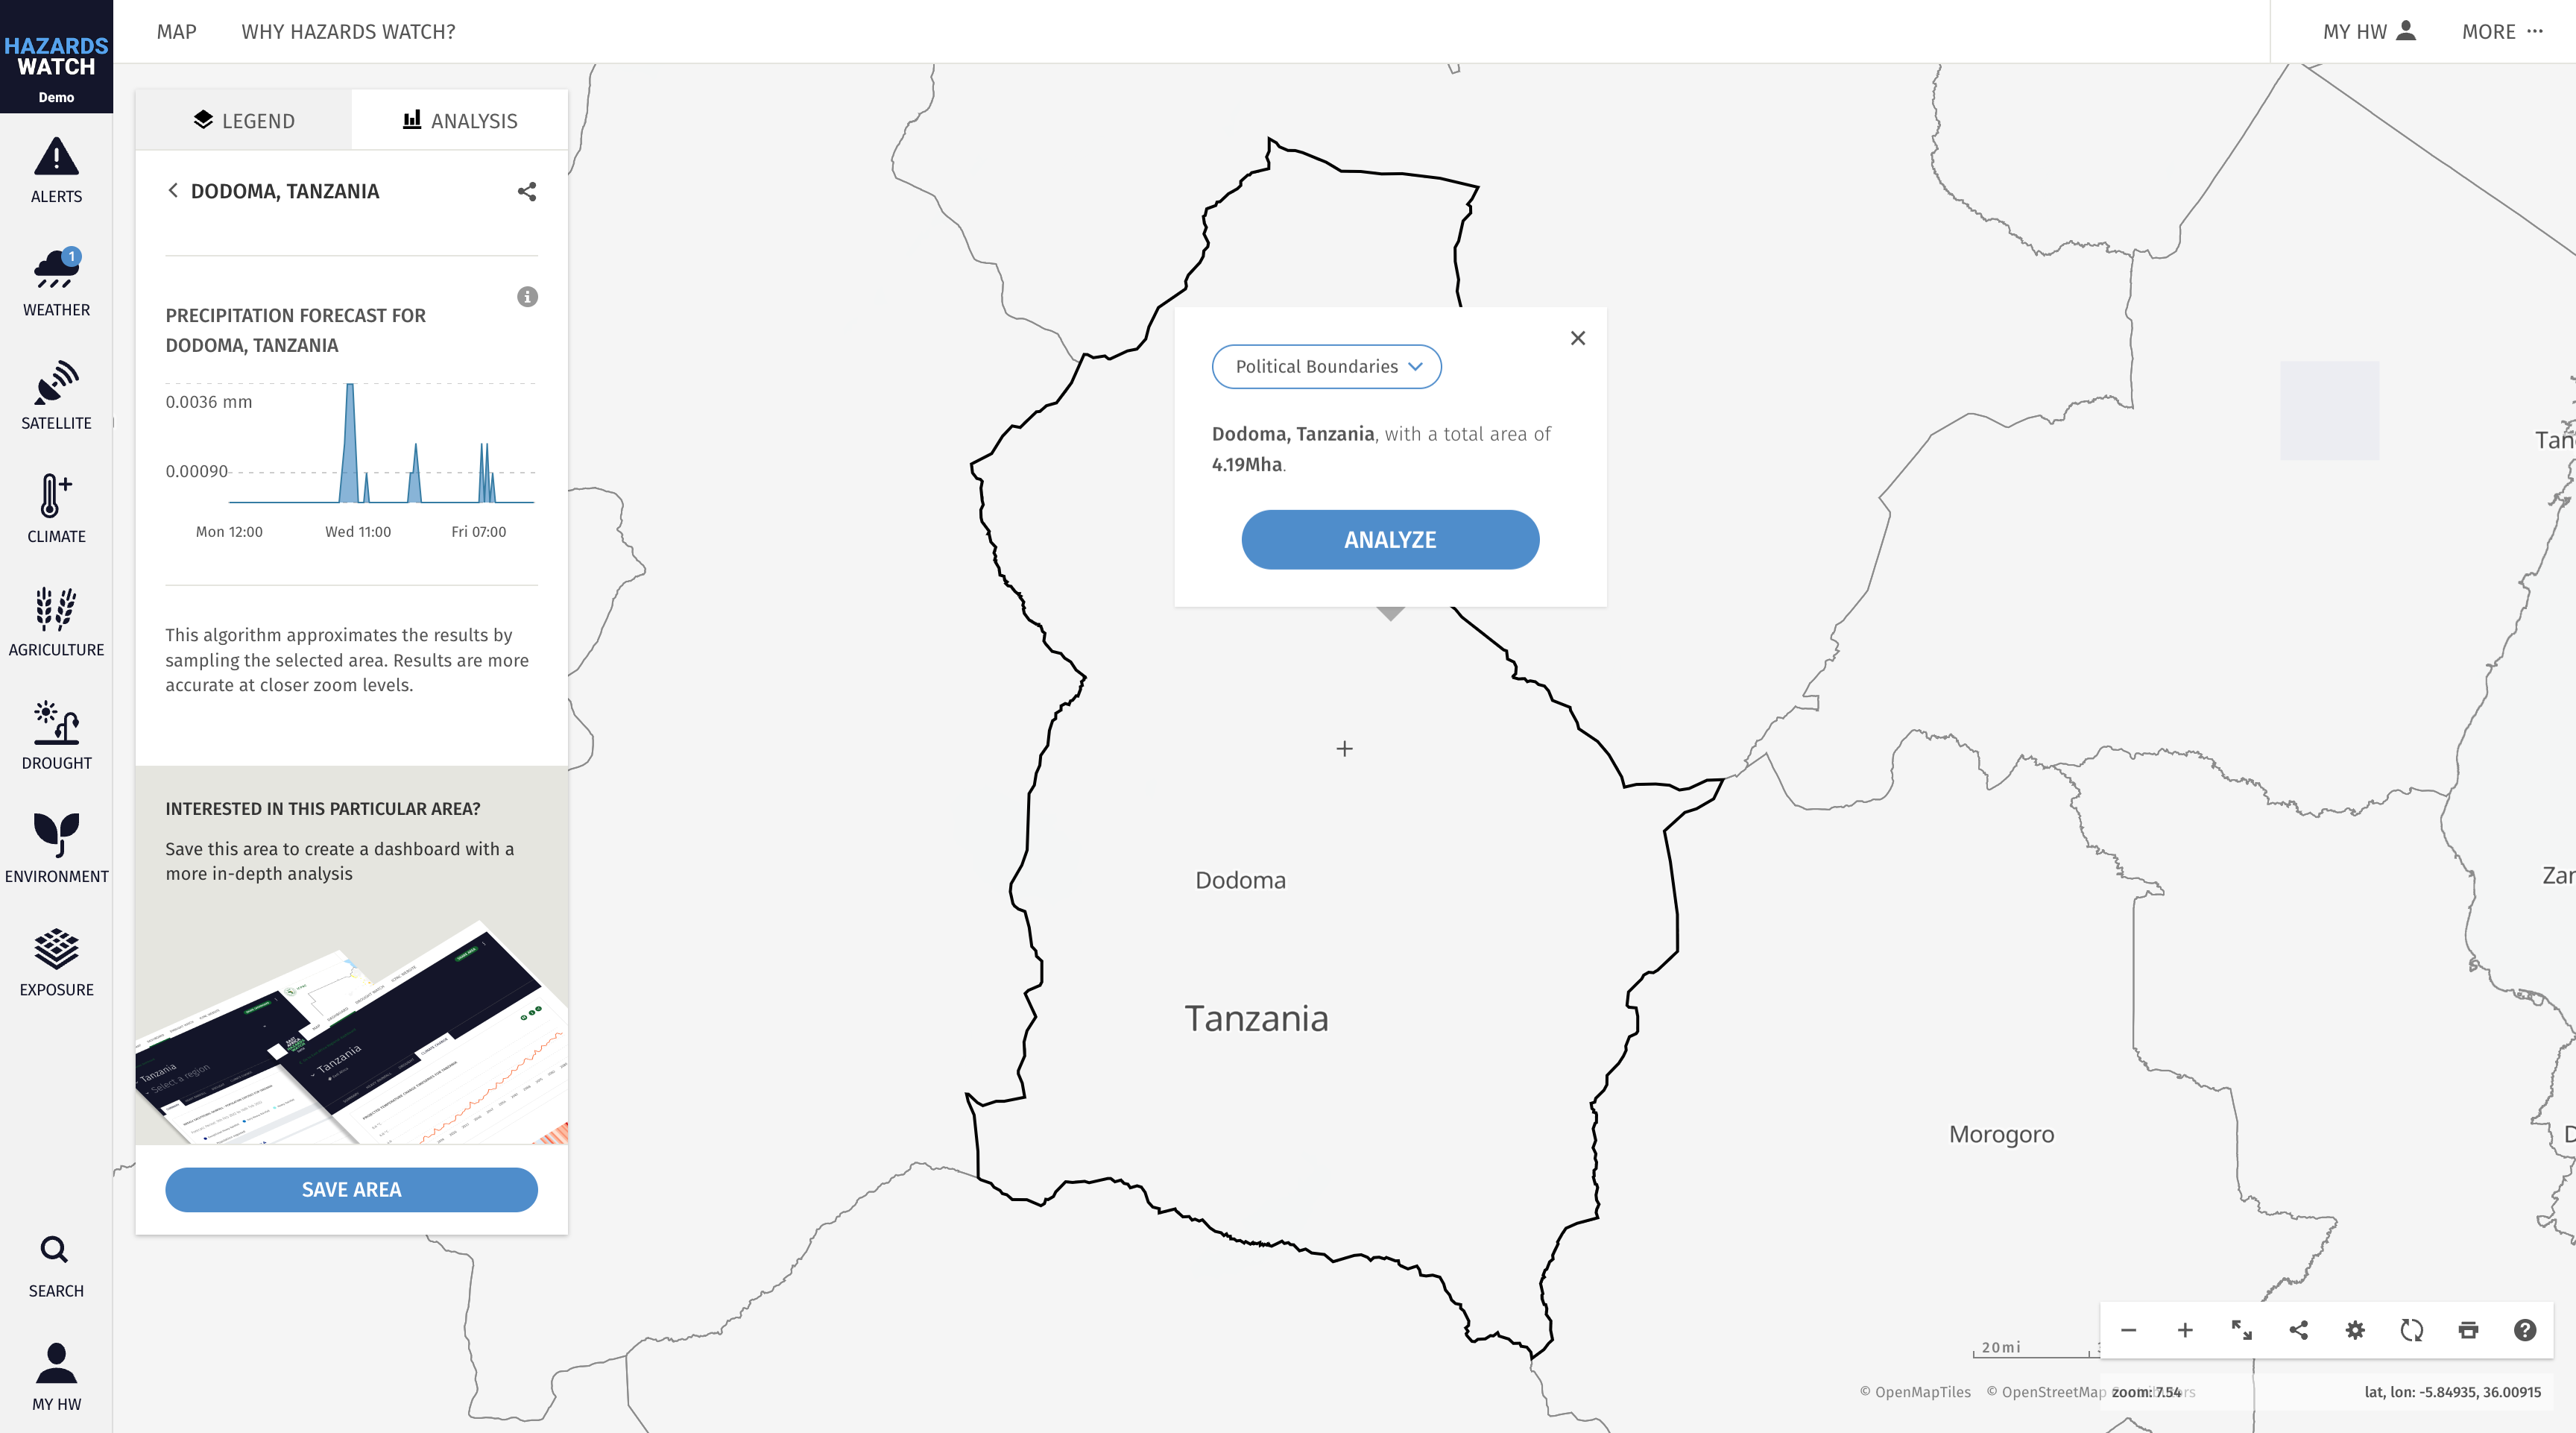 HAZARDS
WATCH
Demo
MAP
WHY HAZARDS WATCH?
MY HW
MORE
ALERTS
1
WEATHER
SATELLITE
CLIMATE
AGRICULTURE
DROUGHT
ENVIRONMENT
EXPOSURE
SEARCH
MY HW
LEGEND
ANALYSIS
DODOMA, TANZANIA
PRECIPITATION FORECAST FOR
DODOMA, TANZANIA
0.0036 mm
0.00090
Mon 12:00
Wed 11:00
Fri 07:00
This algorithm approximates the results by
sampling the selected area. Results are more
accurate at closer zoom levels.
INTERESTED IN THIS PARTICULAR AREA?
Save this area to create a dashboard with a
more in-depth analysis
Tanzania
Select a region
Tanzania
SAVE AREA
Political Boundaries
Dodoma, Tanzania, with a total area of
4.19Mha.
ANALYZE
Dodoma
Tanzania
Morogoro
Tan
Zan
D
20mi
© OpenMapTiles © OpenStreetMap
zoom: 7.54
lat, lon: -5.84935, 36.00915